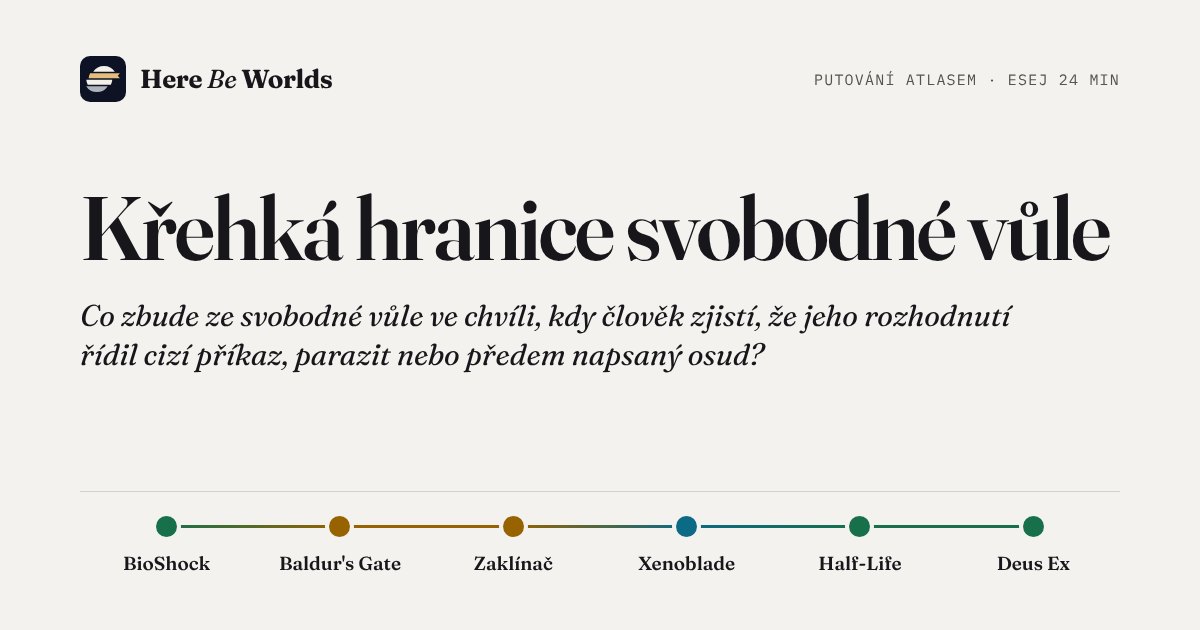 Here Be Worlds
PUTOVÁNÍ ATLASEM · ESEJ 24 MIN
Křehká hranice svobodné vůle
Co zbude ze svobodné vůle ve chvíli, kdy člověk zjistí, že jeho rozhodnutí
řídil cizí příkaz, parazit nebo předem napsaný osud?
BioShock
Baldur's Gate
Zaklínač
Xenoblade
Half-Life
Deus Ex